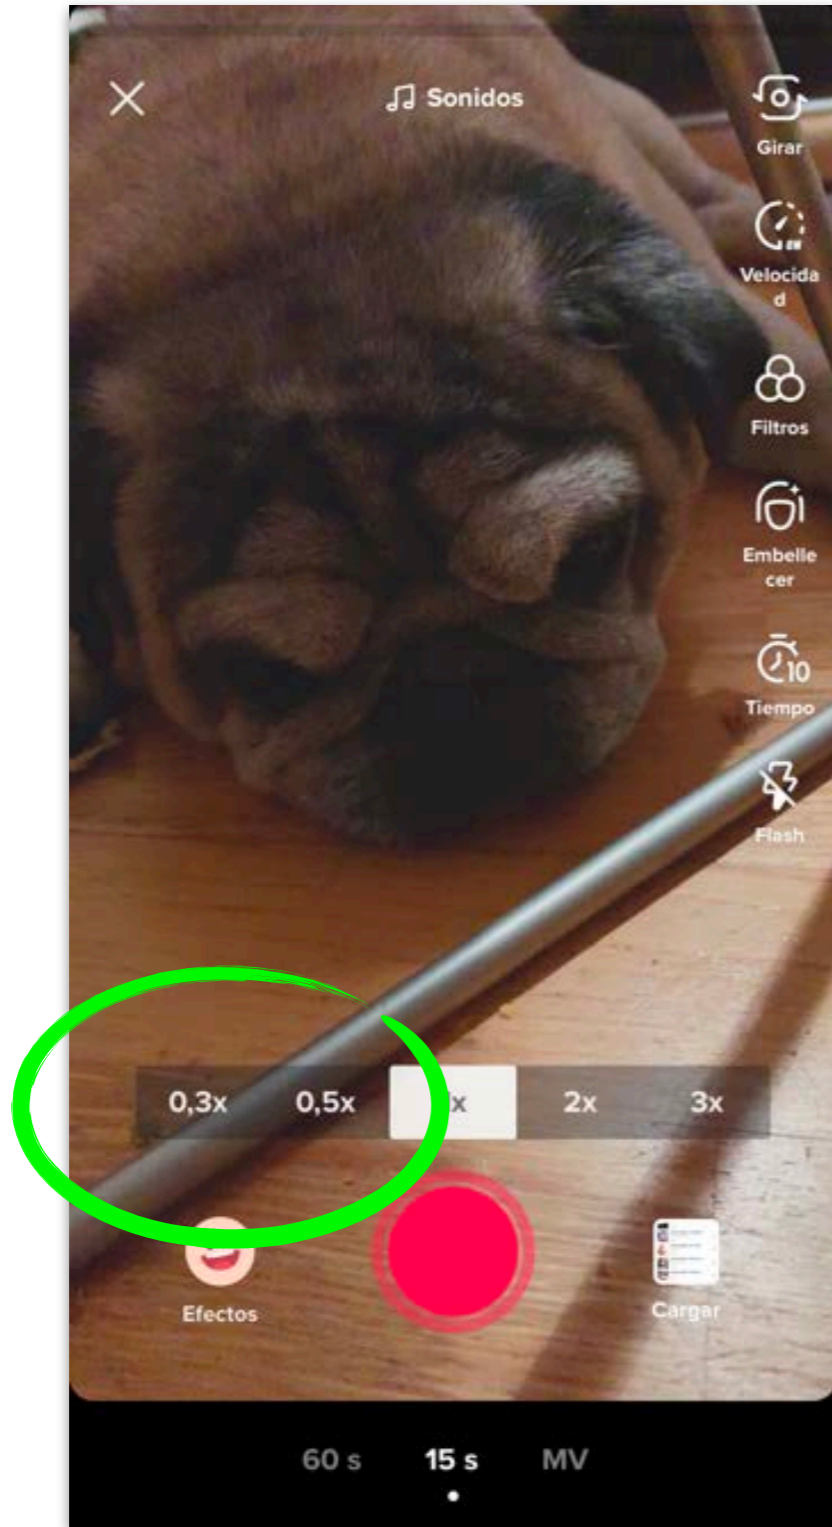 Sonidos
Girar
Velocida
d
Filtros
Embelle
cer
10
Tiempo
Flash
0,3x 0,5x x 2x 3x
Efectos
Cargar
60 s 15 s MV